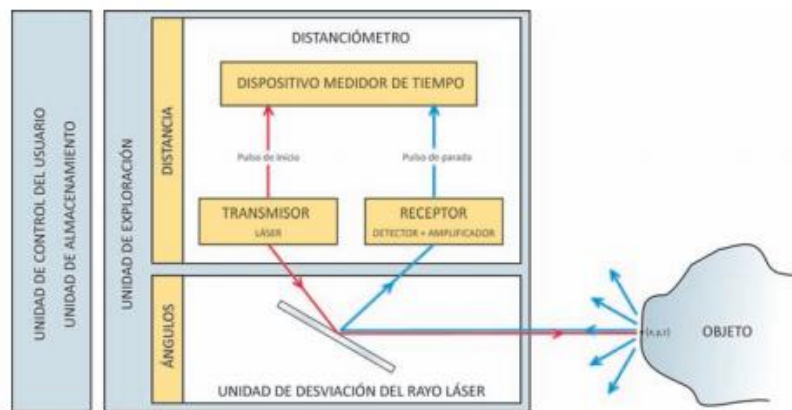 UNIDAD DE CONTROL DEL USUARIO
UNIDAD DE ALMACENAMIENTO
UNIDAD DE EXPLORACIÓN
DISTANCIA
DISTANCIÓMETRO
DISPOSITIVO MEDIDOR DE TIEMPO
Pulso de inicio
Pulso de parada
TRANSMISOR
LÁSER
RECEPTOR
DETECTOR + AMPLIFICADOR
ÁNGULOS
UNIDAD DE DESVIACIÓN DEL RAYO LÁSER
(x,y,z)
OBJETO